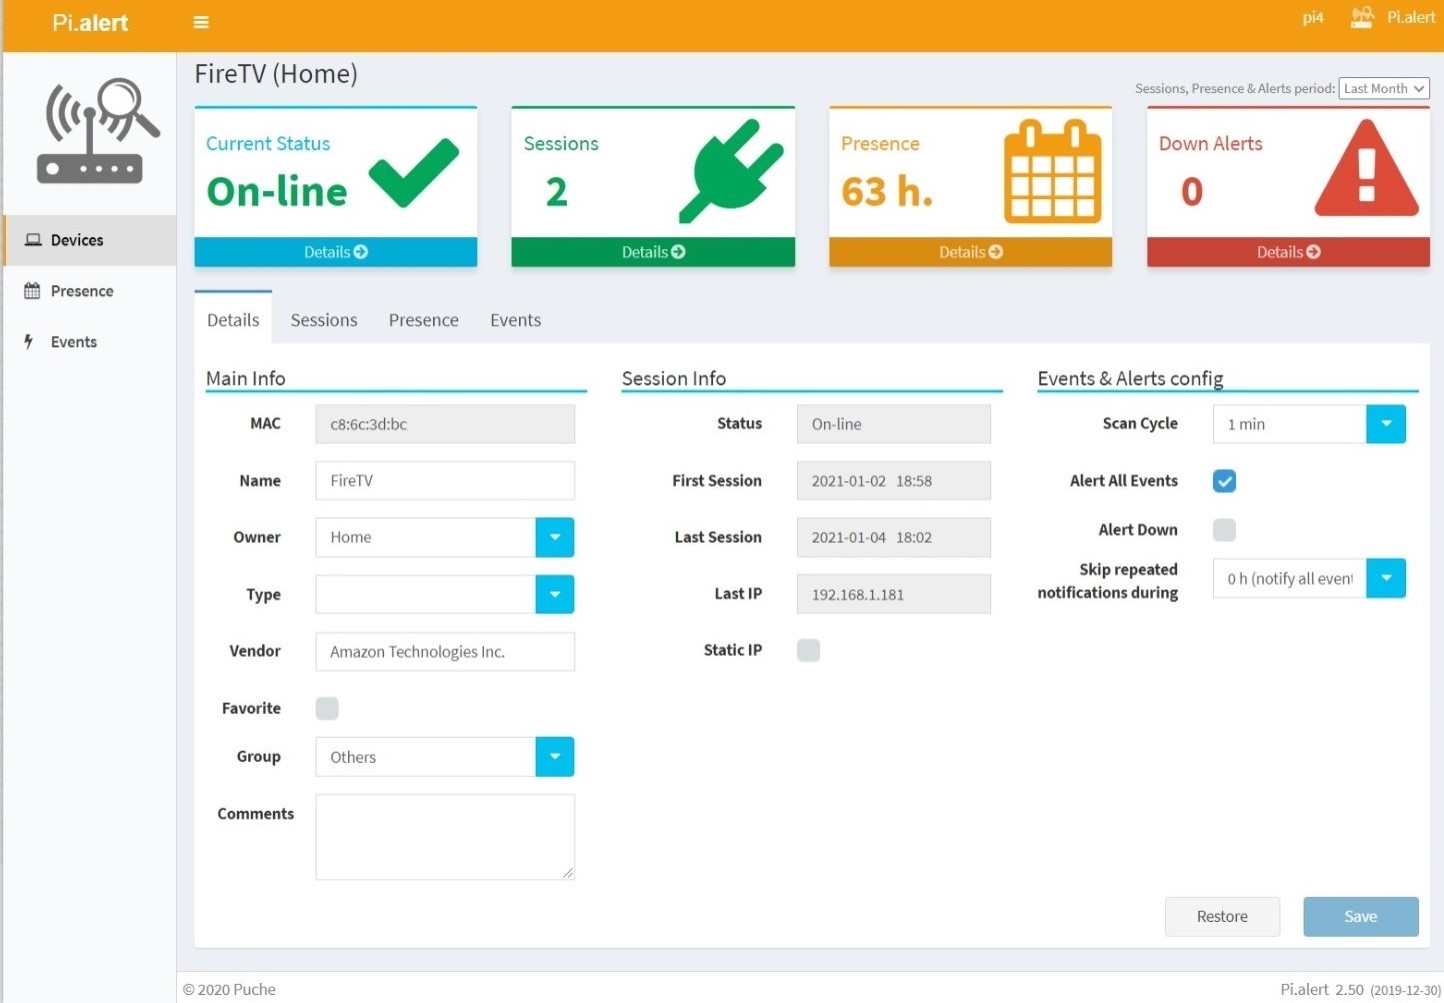 Pi.alert
pi4
Pi.alert
FireTV (Home)
Sessions, Presence & Alerts period: Last Month
Current Status
On-line
Details
Sessions
2
Details
Presence
63 h.
Details
Down Alerts
0
Details
Devices
Presence
Events
Details Sessions Presence Events
Main Info
MAC c8:6c:3d:bc
Name FireTV
Owner Home
Type
Vendor Amazon Technologies Inc.
Favorite
Group Others
Comments
Session Info
Status On-line
First Session 2021-01-02 18:58
Last Session 2021-01-04 18:02
Last IP 192.168.1.181
Static IP
Events & Alerts config
Scan Cycle 1 min
Alert All Events
Alert Down
Skip repeated
notifications during
0 h (notify all event
Restore Save
© 2020 Puche
Pi.alert 2.50 (2019-12-30)